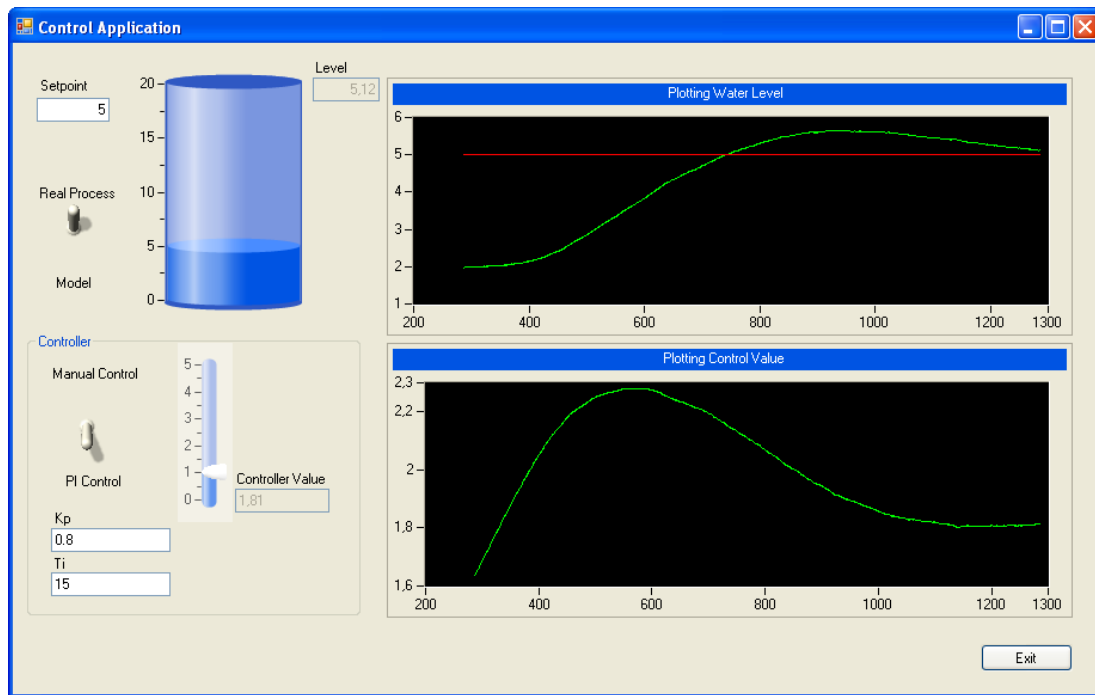 Control Application
Setpoint
5
Level
5,12
20
15
10
5
0
Real Process
Model
Plotting Water Level
6
5
4
3
2
1
200 400 600 800 1000 1200 1300
Controller
Manual Control
PI Control
5
4
3
2
1
0
Controller Value
1,81
Kp
0.8
Ti
15
Plotting Control Value
2,3
2,2
2
1,8
1,6
200 400 600 800 1000 1200 1300
Exit